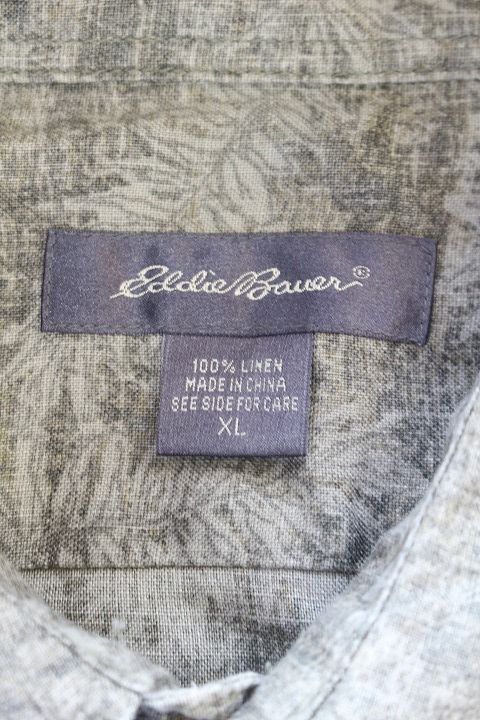 Eddie Bauer®
100% LINEN
MADE IN CHINA
SEE SIDE FOR CARE
XL